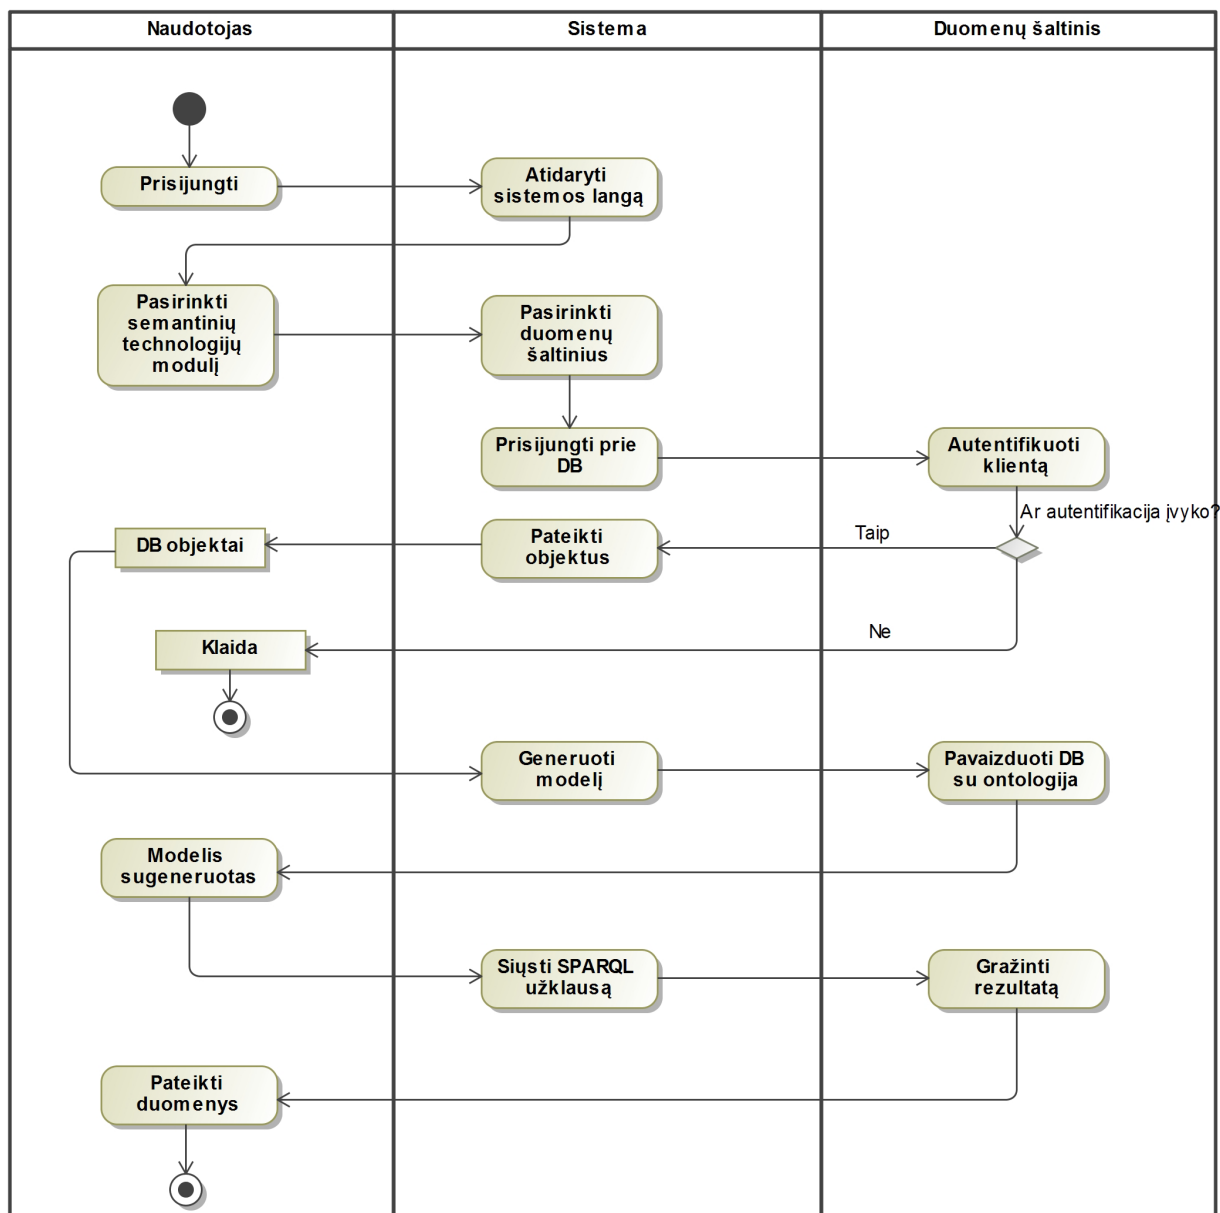 Naudotojas
Sistema
Duomenų šaltinis
Prisijungti
Atidaryti
sistemos langą
Pasirinkti
semantinių
technologijų
modulį
Pasirinkti
duomenų
šaltinius
Prisijungti prie
DB
Autentifikuoti
klientą
Ar autentifikacija įvyko?
DB objektai
Pateikti
objektus
Taip
Klaida
Ne
Generuoti
modelį
Pavaizduoti DB
su ontologija
Modelis
sugeneruotas
Siųsti SPARQL
užklausą
Gražinti
rezultatą
Pateikti
duomenys